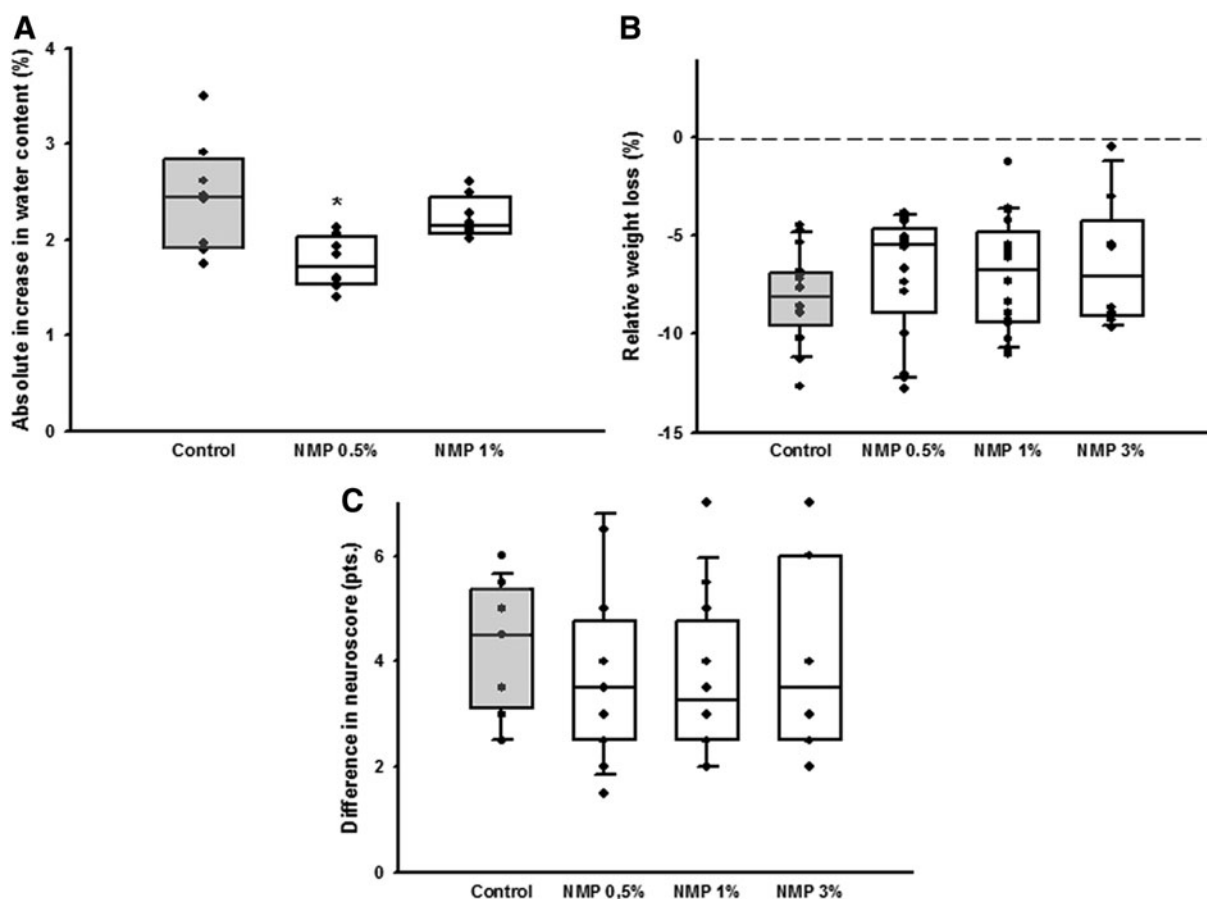 A
Absolute increase in water content (%)
4
3
2
1
0
*
Control NMP 0.5% NMP 1%
B
Relative weight loss (%)
0
-5
-10
-15
Control NMP 0.5% NMP 1% NMP 3%
C
Difference in neuroscore (pts.)
6
4
2
0
Control NMP 0,5% NMP 1% NMP 3%